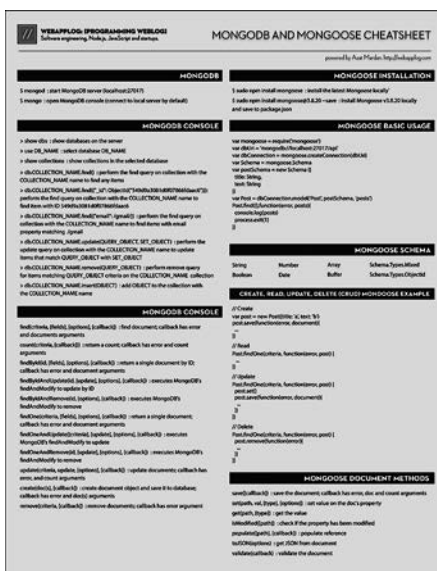 WEBAPPLOG: [PROGRAMMING WEBLOG]
Software engineering, Node.js, JavaScript and startups.
MONGODB AND MONGOOSE CHEATSHEET
powered by Azat Mardan, http://webapplog.com
MONGODB
$ mongod : start MongoDB server (localhost:27017)
$ mongo : open MongoDB console (connect to local server by default)
MONGODB CONSOLE
> show dbs : show databases on the server
> use DB_NAME : select database DB_NAME
> show collections : show collections in the selected database
> db.COLLECTION_NAME.find() : perform the find query on collection with the
COLLECTION_NAME name to find any items
perform the find query on collection with the COLLECTION_NAME name to
> db.COLLECTION_NAME.find({"email":/gmail/}) : perform the find query on
collection with the COLLECTION_NAME name to find items with email
property matching /gmail
> db.COLLECTION_NAME.update(QUERY_OBJECT, SET_OBJECT) : perform the
update query on collection with the COLLECTION_NAME name to update
items that match QUERY_OBJECT with SET_OBJECT
> db.COLLECTION_NAME.remove(QUERY_OBJECT) : perform remove query
for items matching QUERY_OBJECT criteria on the COLLECTION_NAME collection
> db.COLLECTION_NAME.insert(OBJECT) : add OBJECT to the collection with
the COLLECTION_NAME name
MONGODB CONSOLE
find(criteria, [fields], [options], [callback]) : find document; callback has error
and documents arguments
count(criteria, [callback]) : return a count; callback has error and count
arguments
findById(id, [fields], [options], [callback]) : return a single document by ID;
callback has error and document arguments
findByIdAndUpdate(id, [update], [options], [callback]) : executes MongoDB's
findAndModify to update by ID
findByIdAndRemove(id, [options], [callback]) : executes MongoDB's
findAndModify to remove
findOne(criteria, [fields], [options], [callback]) : return a single document;
callback has error and document arguments
findOneAndUpdate([criteria], [update], [options], [callback]) : executes
MongoDB's findAndModify to update
findOneAndRemove(id, [update], [options], [callback]) : executes MongoDB's
findAndModify to remove
update(criteria, update, [options], [callback]) : update documents; callback has
error, and count arguments
create(doc(s), [callback]) : create document object and save it to database;
callback has error and doc(s) arguments
remove(criteria, [callback]) : remove documents; callback has error argument
MONGOOSE INSTALLATION
$ sudo npm install mongoose : install the latest Mongoose locally'
$ sudo npm install mongoose@3.8.20 --save : install Mongoose v3.8.20 locally
and save to package.json
MONGOOSE BASIC USAGE
var mongoose = require('mongoose')
var dbUri = 'mongodb://localhost:27017/api'
var dbConnection = mongoose.createConnection(dbUri)
var Schema = mongoose.Schema
var postSchema = new Schema ({
title: String,
text: String
})
var Post = dbConnection.model('Post', postSchema, 'posts')
Post.find({},function(error, posts){
console.log(posts)
process.exit(1)
})
MONGOOSE SCHEMA
String Number Array Schema.Types.Mixed
Boolean Date Buffer Schema.Types.ObjectId
CREATE, READ, UPDATE, DELETE (CRUD) MONGOOSE EXAMPLE
// Create
var post = new Post({title: 'a', text: 'b'})
post.save(function(error, document){
...
})
// Read
Post.findOne(criteria, function(error, post) {
...
})
// Update
Post.findOne(criteria, function(error, post) {
post.set()
post.save(function(error, document){
...
})
})
// Delete
Post.findOne(criteria, function(error, post) {
post.remove(function(error){
...
})
})
MONGOOSE DOCUMENT METHODS
save([callback]) : save the document; callback has error, doc and count arguments
set(path, val, [type], [options]) : set value on the doc's property
get(path, [type]) : get the value
isModified([path]) : check if the property has been modified
populate([path], [callback]) : populate reference
toJSON(options) : get JSON from document
validate(callback) : validate the document